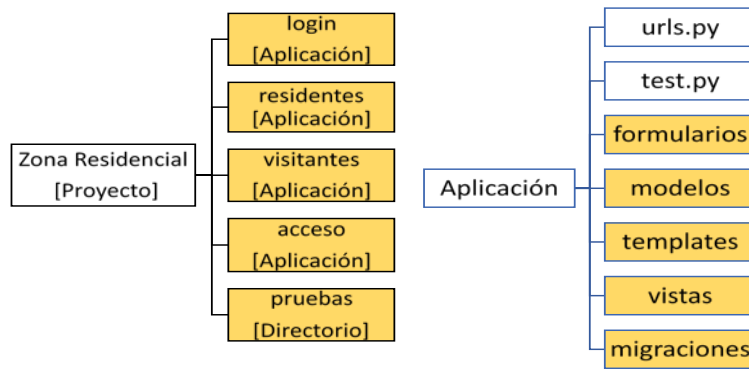 Zona Residencial
[Proyecto]
login
[Aplicación]
residentes
[Aplicación]
visitantes
[Aplicación]
acceso
[Aplicación]
pruebas
[Directorio]
Aplicación
urls.py
test.py
formularios
modelos
templates
vistas
migraciones